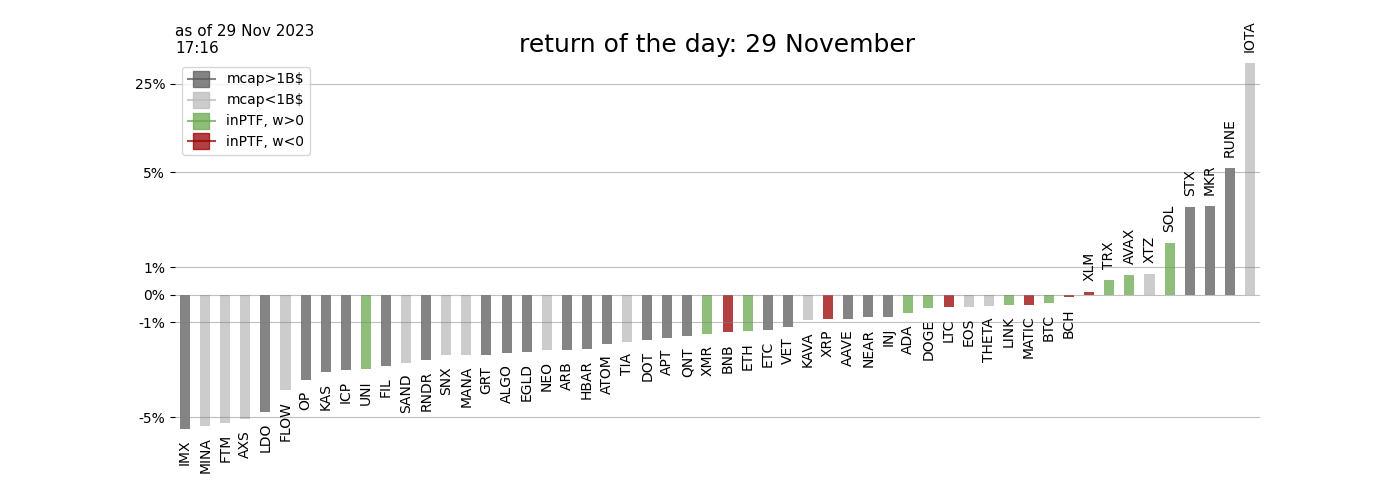 as of 29 Nov 2023
17:16
return of the day: 29 November
mcap>1B$
mcap<1B$
inPTF, w>0
inPTF, w<0
25%
5%
1%
0%
-1%
-5%
IMX
MINA
FTM
AXS
LDO
FLOW
OP
KAS
ICP
UNI
FIL
SAND
RNDR
SNX
MANA
GRT
ALGO
EGLD
NEO
ARB
HBAR
ATOM
TIA
DOT
APT
QNT
XMR
BNB
ETH
ETC
VET
KAVA
XRP
AAVE
NEAR
INJ
ADA
DOGE
LTC
EOS
THETA
LINK
MATIC
BTC
BCH
XLM
TRX
AVAX
XTZ
SOL
STX
MKR
RUNE
IOTA